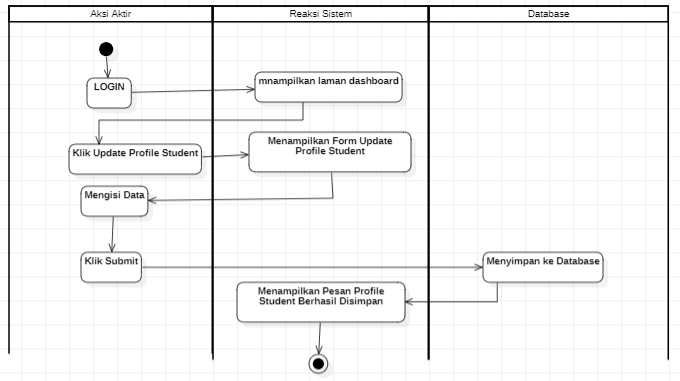 Aksi Aktir
Reaksi Sistem
Database
LOGIN
mnampilkan laman dashboard
Klik Update Profile Student
Menampilkan Form Update
Profile Student
Mengisi Data
Klik Submit
Menyimpan ke Database
Menampilkan Pesan Profile
Student Berhasil Disimpan